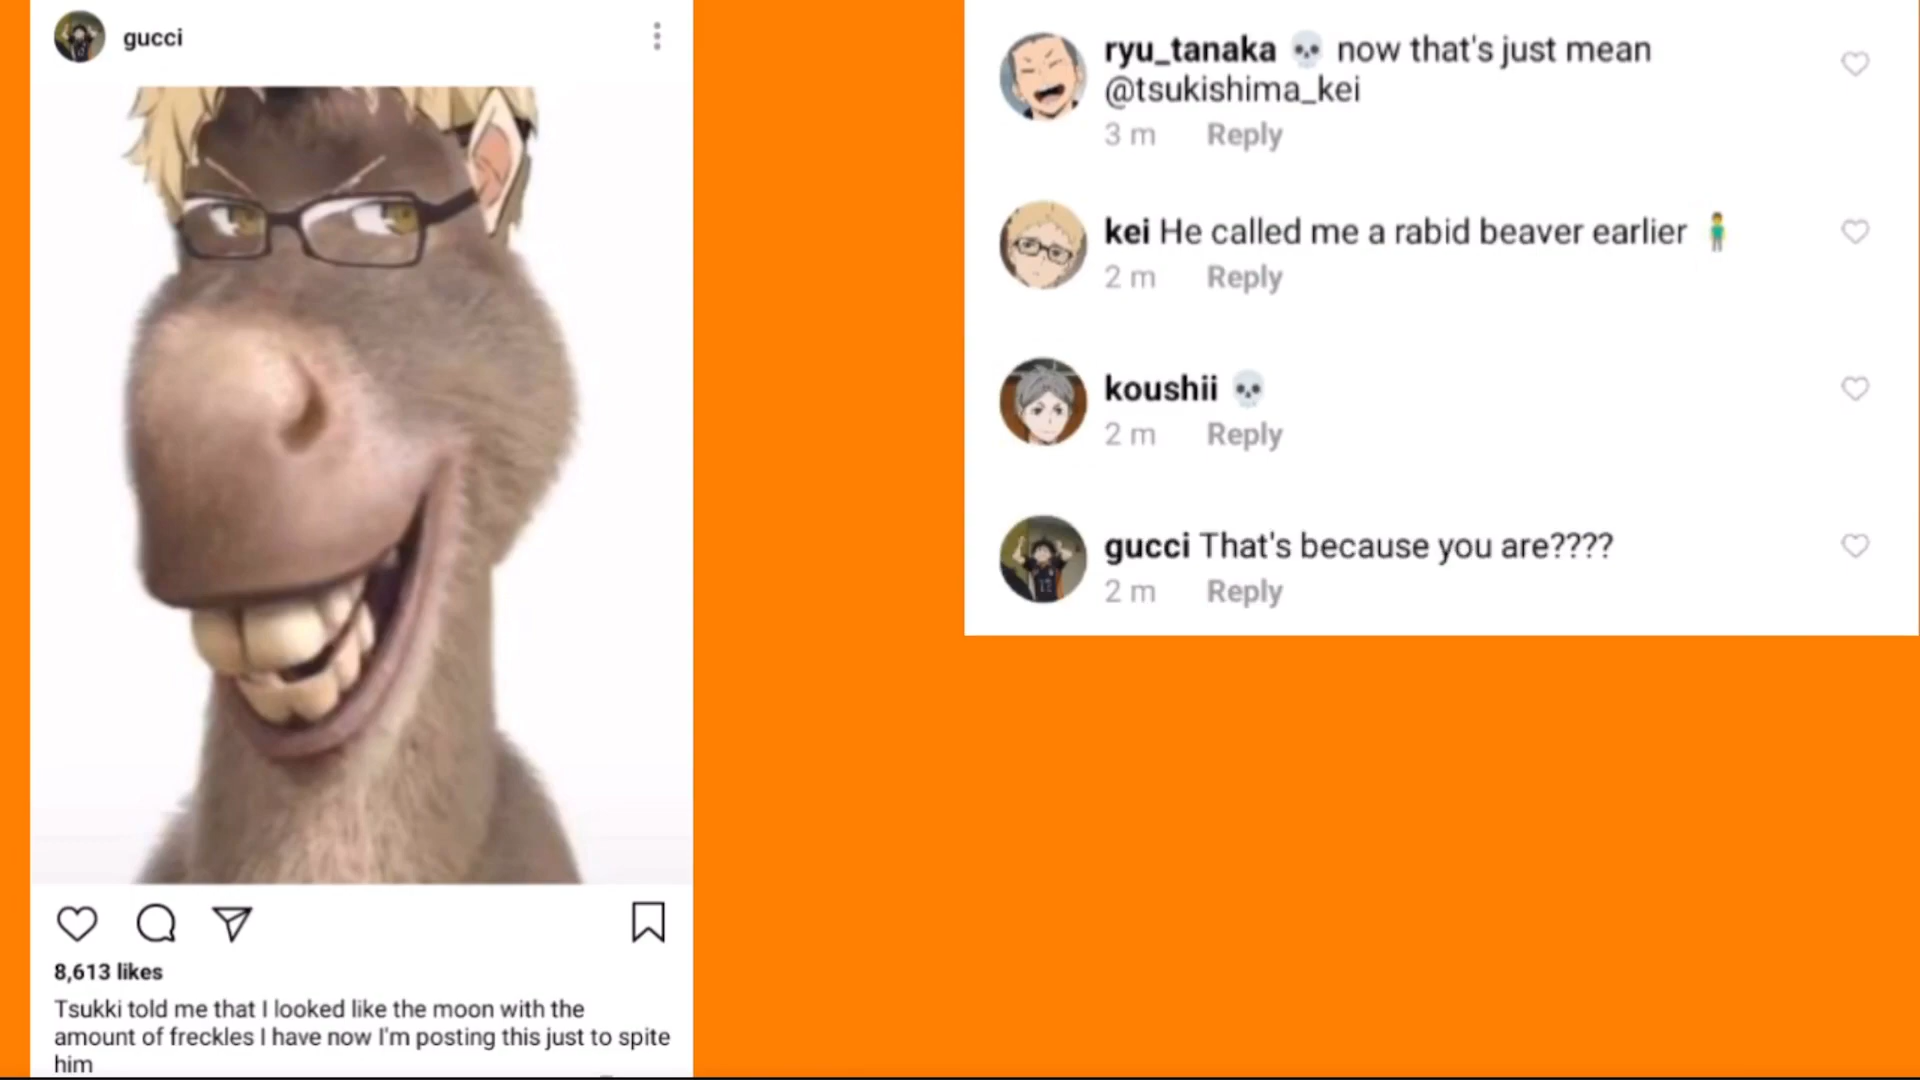 gucci
8,613 likes
Tsukki told me that I looked like the moon with the
amount of freckles I have now I'm posting this just to spite
him
ryu_tanaka 💀 now that's just mean
@tsukishima_kei
3 m Reply
kei He called me a rabid beaver earlier 🧍‍♂️
2 m Reply
koushii 💀
2 m Reply
gucci That's because you are????
2 m Reply